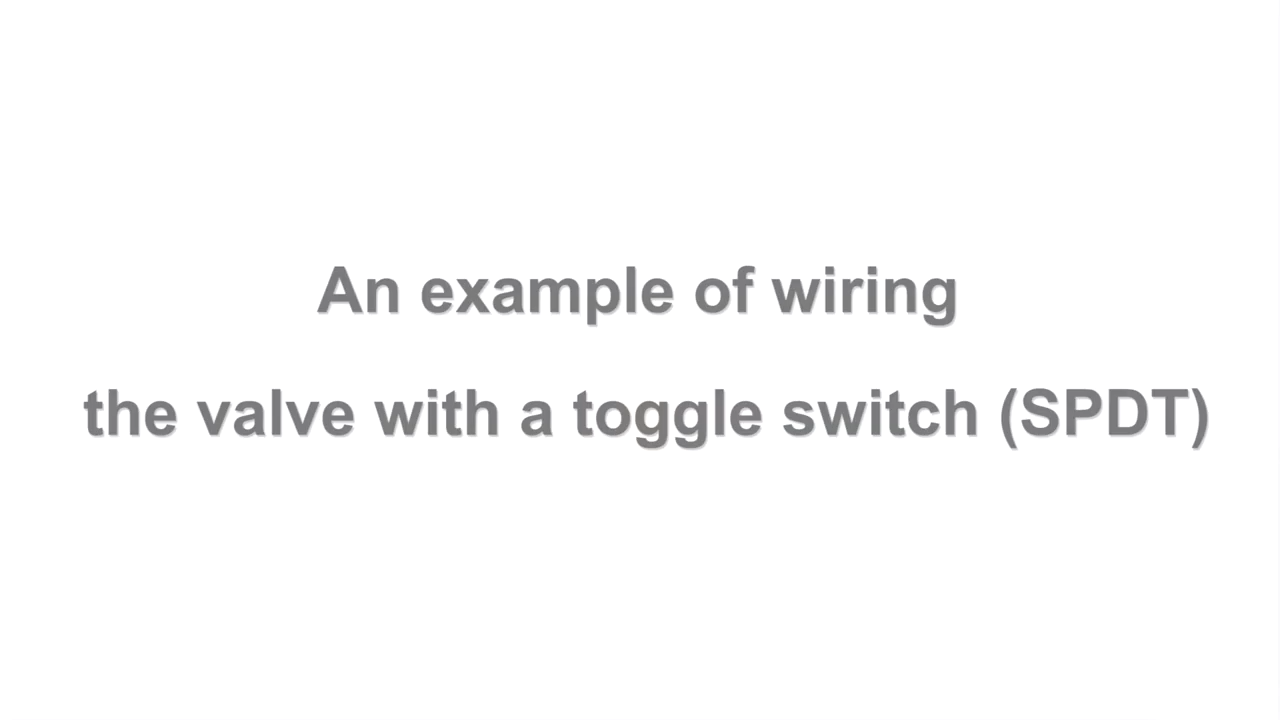 An example of wiring
the valve with a toggle switch (SPDT)